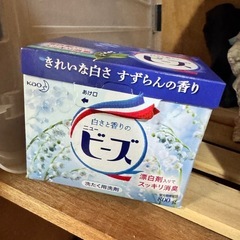 きれいな白さ すずらんの香り
Kao
あけ口
白さと香りの
ニュー
ビーズ
洗たく用洗剤
漂白剤入りで
スッキリ消臭
800g